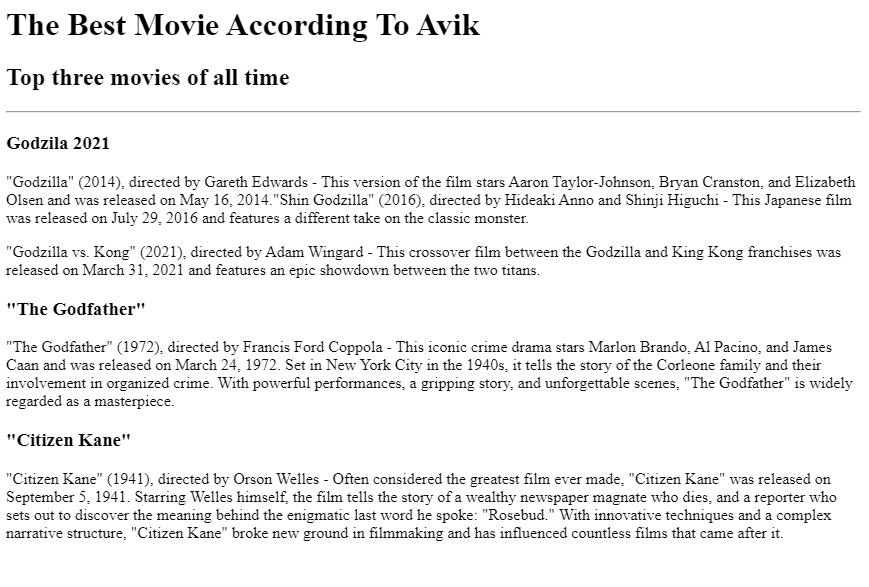 The Best Movie According To Avik
Top three movies of all time
Godzila 2021
"Godzilla" (2014), directed by Gareth Edwards - This version of the film stars Aaron Taylor-Johnson, Bryan Cranston, and Elizabeth
Olsen and was released on May 16, 2014."Shin Godzilla" (2016), directed by Hideaki Anno and Shinji Higuchi - This Japanese film
was released on July 29, 2016 and features a different take on the classic monster.
"Godzilla vs. Kong" (2021), directed by Adam Wingard - This crossover film between the Godzilla and King Kong franchises was
released on March 31, 2021 and features an epic showdown between the two titans.
"The Godfather"
"The Godfather" (1972), directed by Francis Ford Coppola - This iconic crime drama stars Marlon Brando, Al Pacino, and James
Caan and was released on March 24, 1972. Set in New York City in the 1940s, it tells the story of the Corleone family and their
involvement in organized crime. With powerful performances, a gripping story, and unforgettable scenes, "The Godfather" is widely
regarded as a masterpiece.
"Citizen Kane"
"Citizen Kane" (1941), directed by Orson Welles - Often considered the greatest film ever made, "Citizen Kane" was released on
September 5, 1941. Starring Welles himself, the film tells the story of a wealthy newspaper magnate who dies, and a reporter who
sets out to discover the meaning behind the enigmatic last word he spoke: "Rosebud." With innovative techniques and a complex
narrative structure, "Citizen Kane" broke new ground in filmmaking and has influenced countless films that came after it.